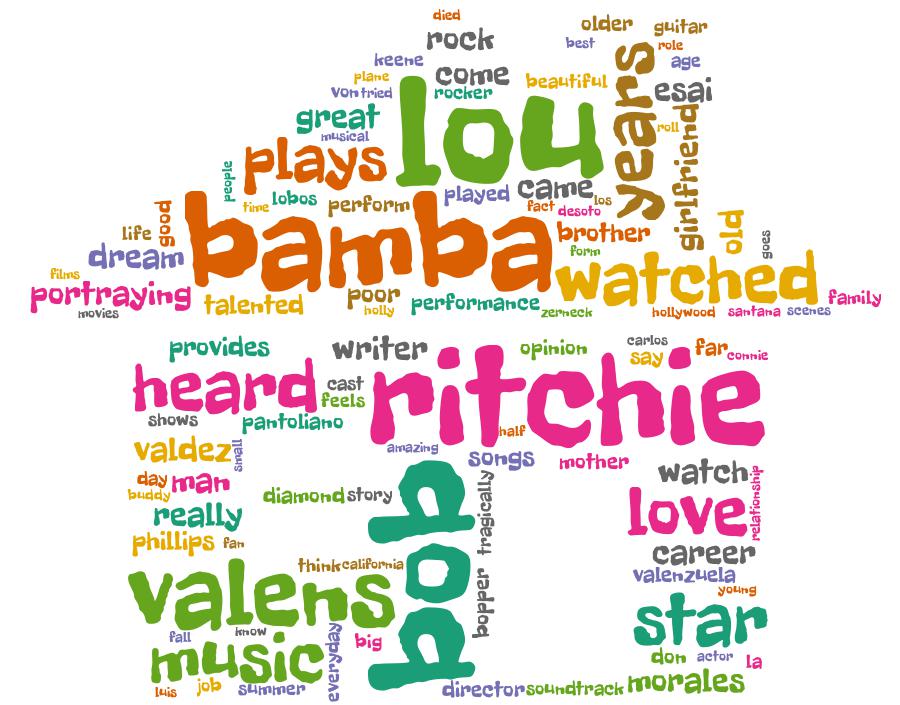 died
older
guitar
rock
best
role
years
keene
age
plane
come
beautiful
esai
von
tried
rocker
lou
great
girlfriend
roll
musical
plays
people
lobos
played
came
los
time
perform
fact
desoto
good
bamba
life
brother
old
goes
dream
form
films
watched
portraying
talented
poor
performance
family
movies
holly
zerneck
hollywood
santana
scenes
provides
writer
opinion
carlos
say
far
connie
heard
cast
feels
ritchie
shows
pantoliano
half
valdez
small
amazing
songs
mother
day
man
buddy
diamond
story
bob
tragically
watch
relationship
really
love
phillips
fan
career
think
california
valenzuela
valens
bopper
young
star
fall
know
everyday
big
music
don
actor
la
luis
job
summer
director
soundtrack
morales